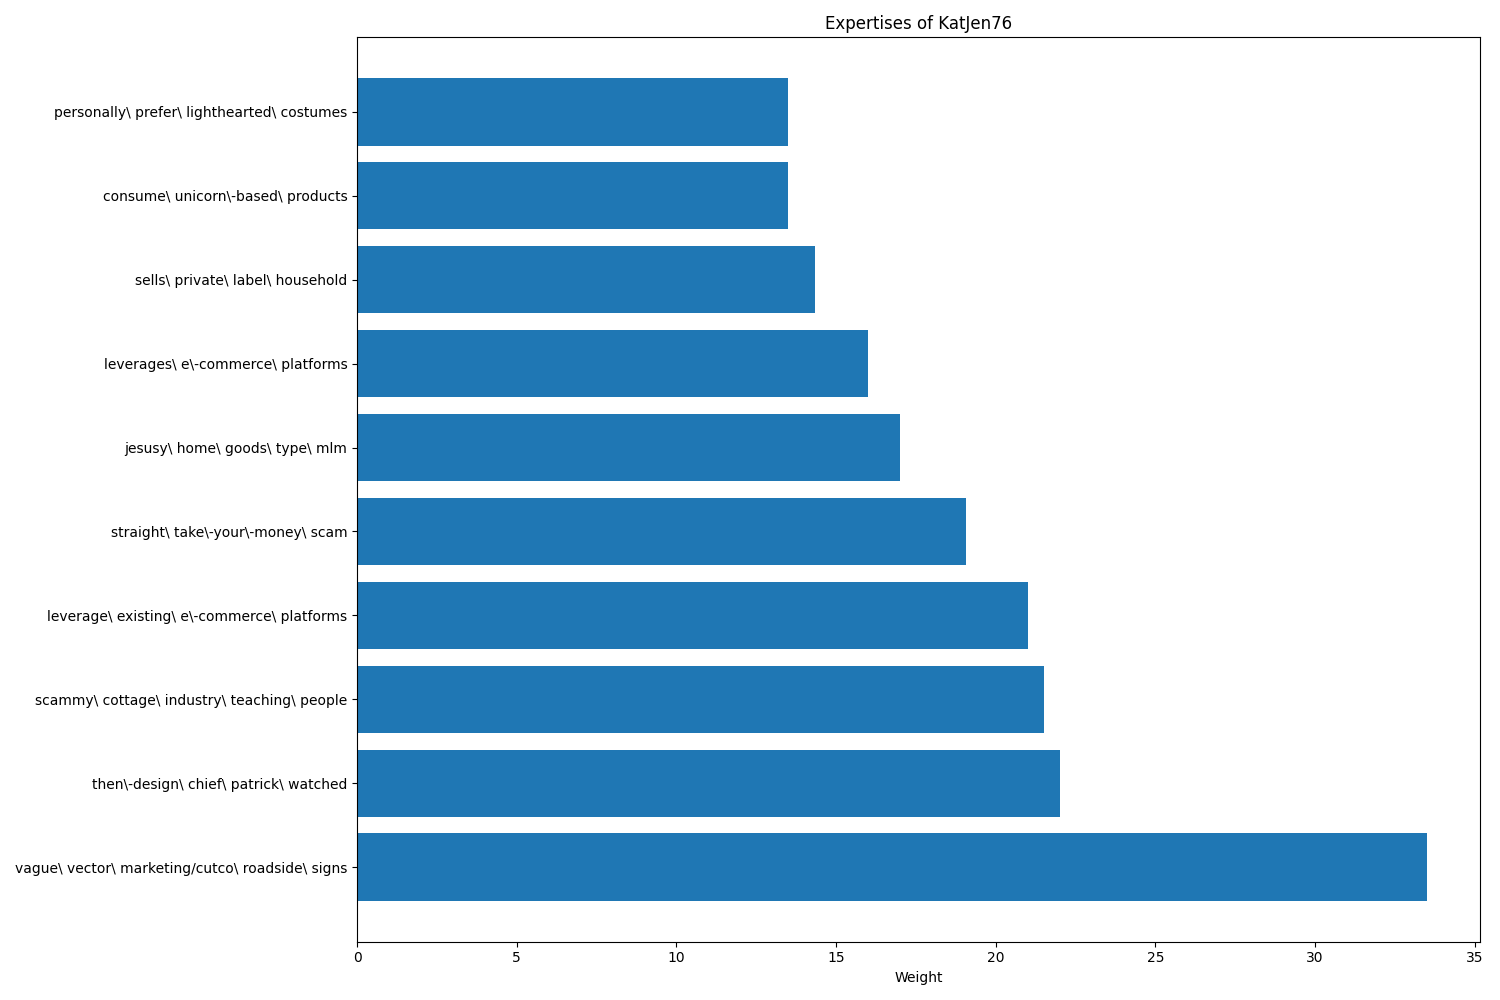 Expertises of KatJen76
personally\ prefer\ lighthearted\ costumes
consume\ unicorn\-based\ products
sells\ private\ label\ household
leverages\ e\-commerce\ platforms
jesusy\ home\ goods\ type\ mlm
straight\ take\-your\-money\ scam
leverage\ existing\ e\-commerce\ platforms
scammy\ cottage\ industry\ teaching\ people
then\-design\ chief\ patrick\ watched
vague\ vector\ marketing/cutco\ roadside\ signs
0 5 10 15 20 25 30 35
Weight